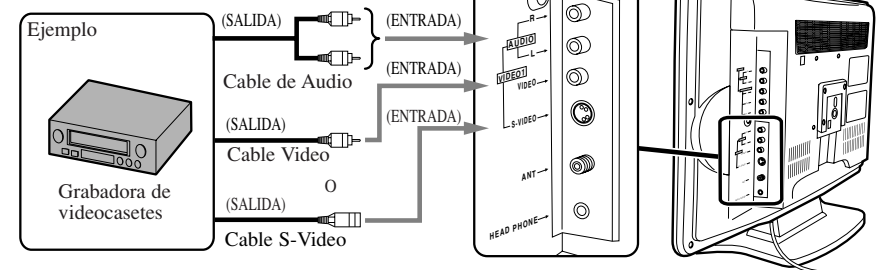 Ejemplo
Grabadora de
videocasetes
(SALIDA)
(ENTRADA)
Cable de Audio
(ENTRADA)
(SALIDA)
(ENTRADA)
Cable Video
O
(SALIDA)
Cable S-Video
R
AUDIO
L
VIDEO1
VIDEO
S-VIDEO
ANT
HEAD PHONE